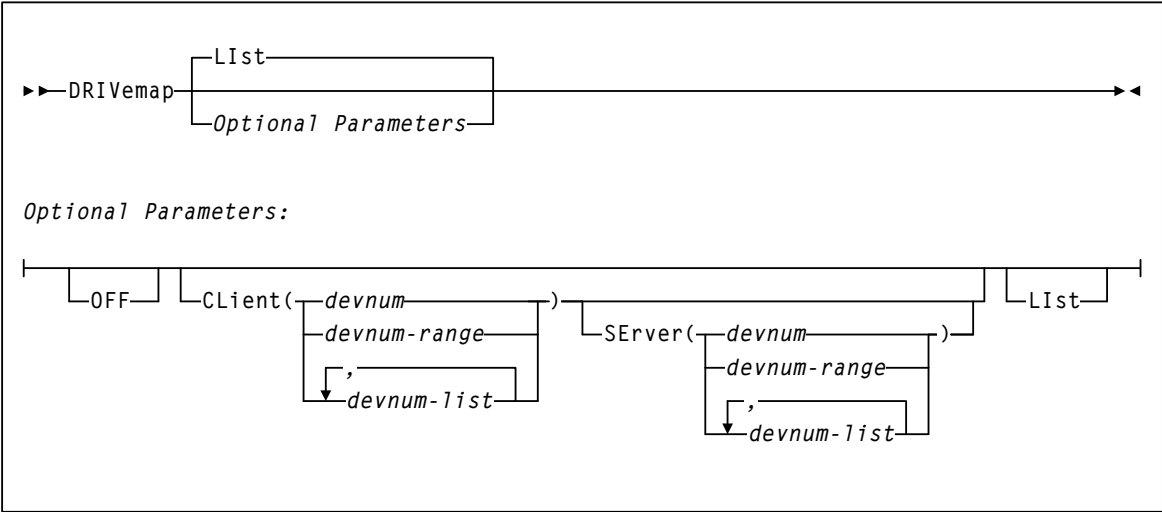 LIst
DRIVemap
Optional Parameters
Optional Parameters:
OFF CLient( devnum ) LIst
devnum-range SErver( devnum )
, devnum-range
devnum-list ,
devnum-list